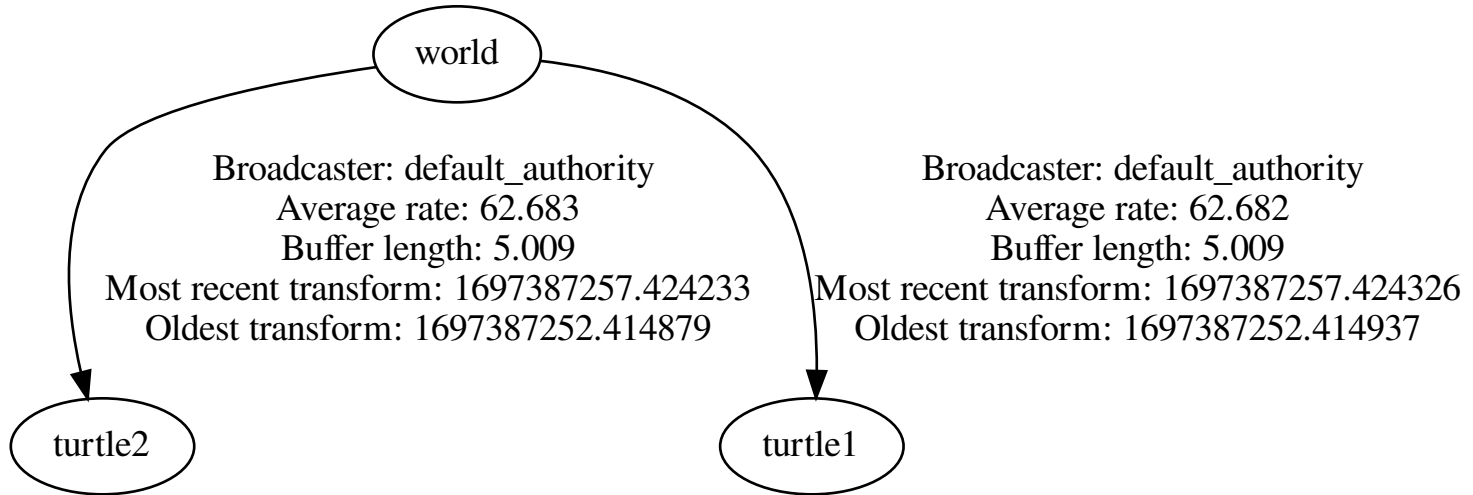 world
Broadcaster: default_authority
Average rate: 62.683
Buffer length: 5.009
Most recent transform: 1697387257.424233
Oldest transform: 1697387252.414879
Broadcaster: default_authority
Average rate: 62.682
Buffer length: 5.009
Most recent transform: 1697387257.424326
Oldest transform: 1697387252.414937
turtle2
turtle1